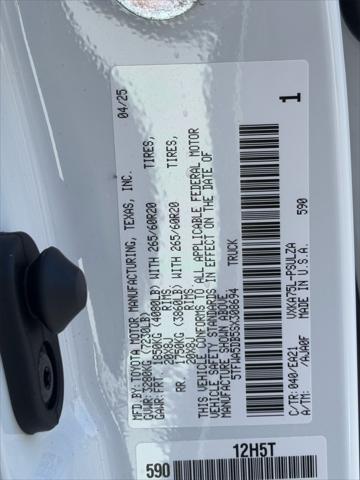 MFD.BY: TOYOTA MOTOR MANUFACTURING, TEXAS, INC. 04/25
GVWR: 3280KG (7230LB)
GAWR: FRT. 1850KG (4080LB) WITH 265/60R20 TIRES,
20X8J RIMS.
RR. 1750KG (3860LB) WITH 265/60R20 TIRES,
20X8J RIMS.
THIS VEHICLE CONFORMS TO ALL APPLICABLE FEDERAL MOTOR
VEHICLE SAFETY STANDARDS IN EFFECT ON THE DATE OF
MANUFACTURE SHOWN ABOVE.
TRUCK
C/TR: 040/EA21 VXKA75L-PSULZA
A/TM: /AJA0F MADE IN U.S.A.
590
1
590 12H5T